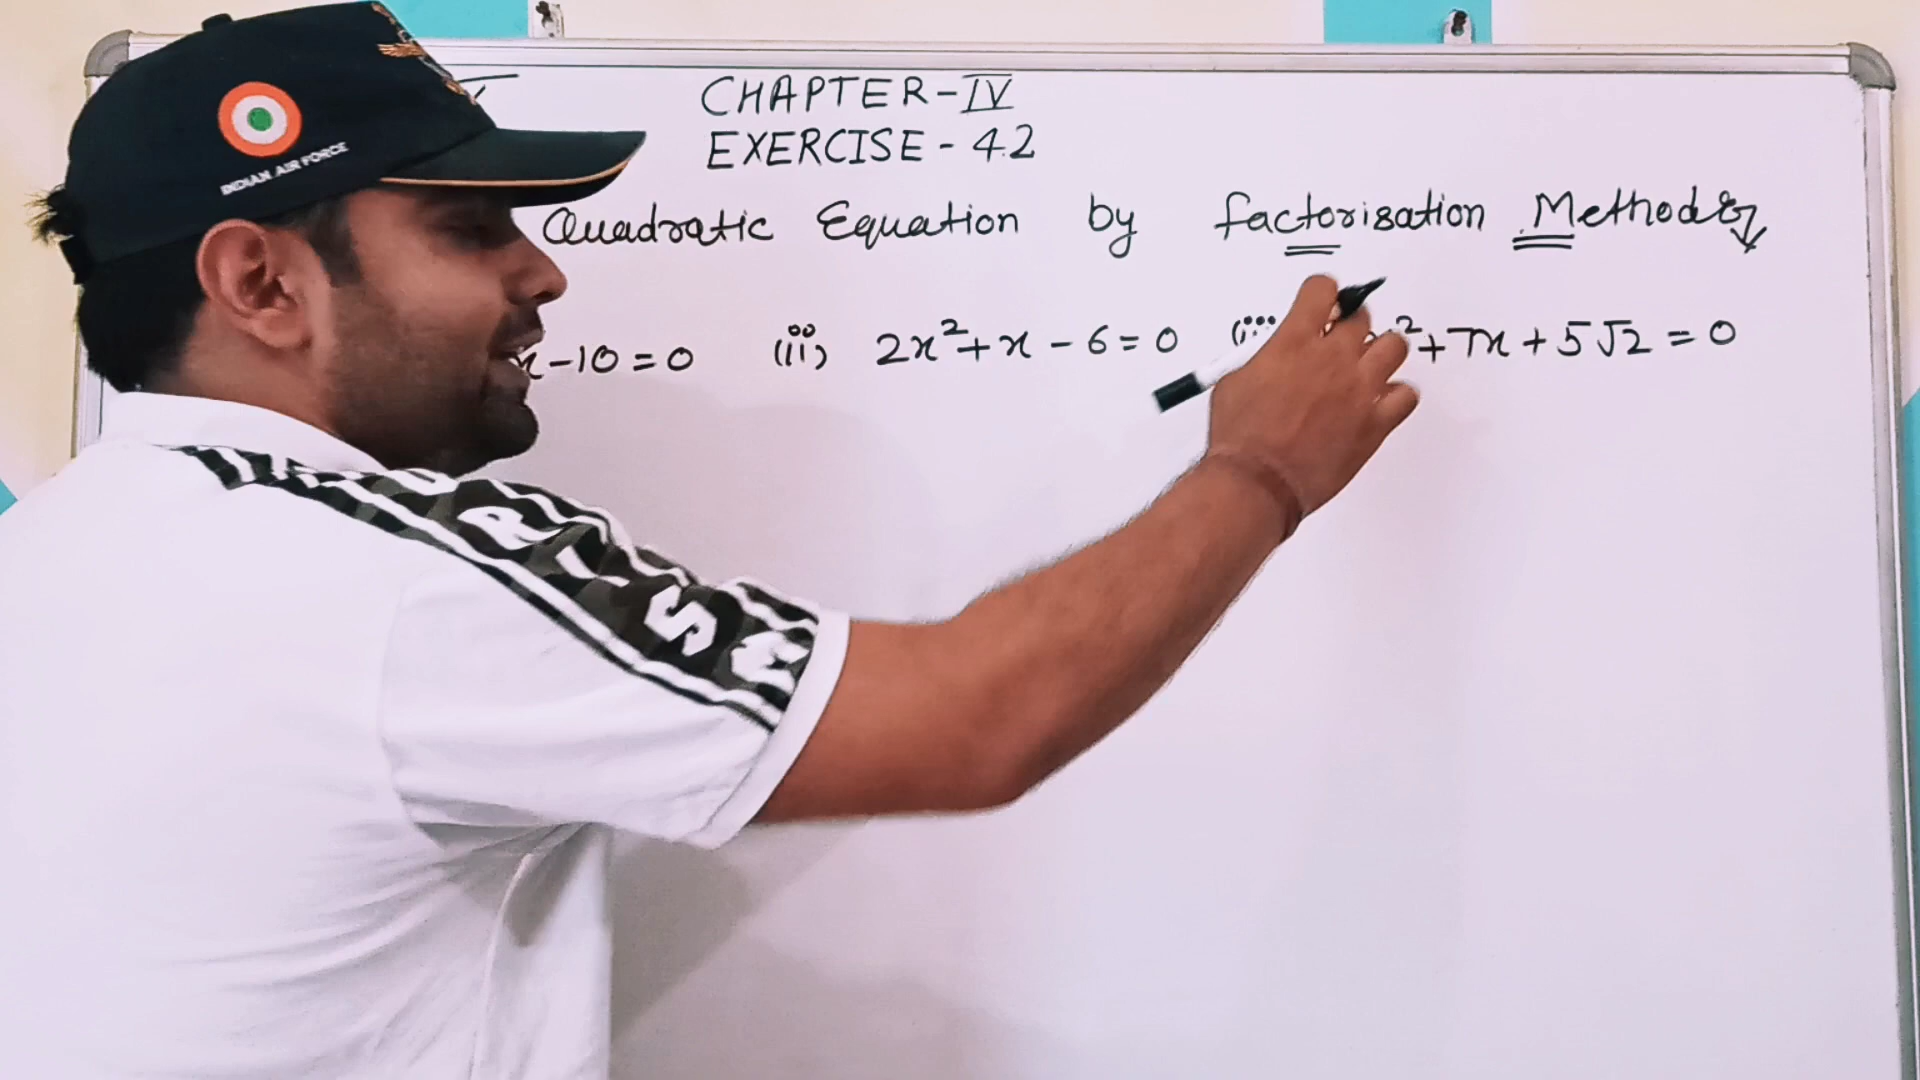 CHAPTER-IV
EXERCISE - 4.2
Quadratic Equation by factorisation Method
x-10=0 (ii) 2x²+x-6=0 (iii) x²+7x+5√2=0
INDIAN AIR FORCE
RISE